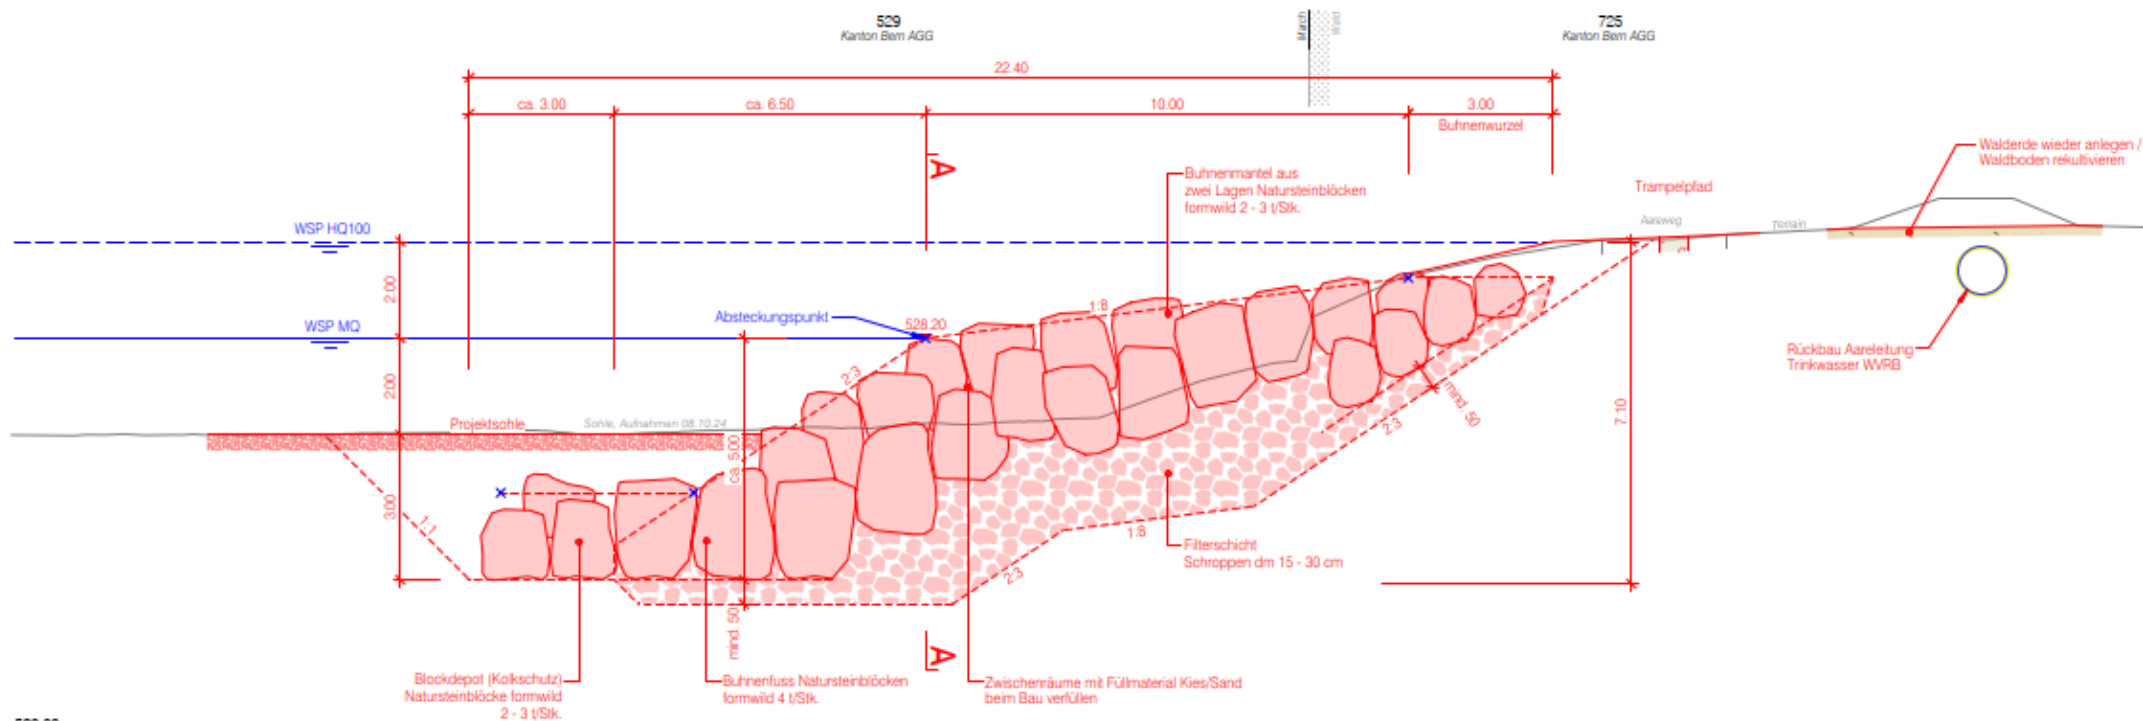 529
Kanton Bern AGG
March
Wald
725
Kanton Bern AGG
22.40
ca. 3.00
ca. 6.50
10.00
3.00
Buhnenwurzel
A
Walderde wieder anlegen /
Waldboden rekultivieren
Buhnenmantel aus
zwei Lagen Natursteinblöcken
formwild 2 - 3 t/Stk.
Trampelpfad
Aareweg
Terrain
WSP HQ100
2.00
WSP MQ
Absteckungspunkt
528.20
1:8
2:3
Rückbau Aareleitung
Trinkwasser WVRB
2.00
Projektsohle
Sohle, Aufnahmen 08.10.24
ca. 5.00
mind. 50
2:3
7.10
3.00
1:1
1:8
Filterschicht
Schroppen dm 15 - 30 cm
2:3
mind. 50
A
Blockdepot (Kolkschutz)
Natursteinblöcke formwild
2 - 3 t/Stk.
Buhnenfuss Natursteinblöcken
formwild 4 t/Stk.
Zwischenräume mit Füllmaterial Kies/Sand
beim Bau verfüllen